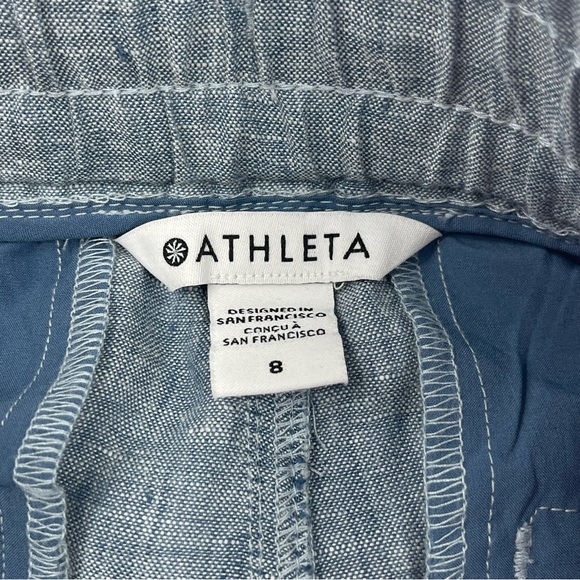 ATHLETA
DESIGNED IN
SAN FRANCISCO
CONÇU À
SAN FRANCISCO
8